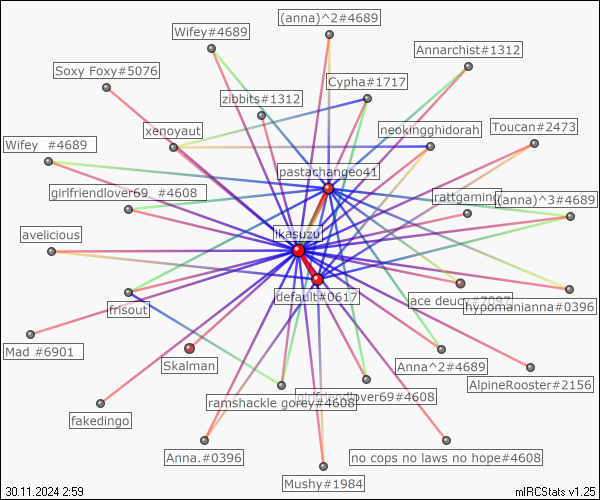 (anna)^2#4689
Wifey#4689
Annarchist#1312
Soxy Foxy#5076
Cypha#1717
zibbits#1312
Toucan#2473
xenoyaut
neokingghidorah
Wifey #4689
pastachangeo41
girlfriendlover69_ #4608
rattgaming
(anna)^3#4689
avelicious
ikasuzu
default#0617
ace deuce#7097
hypomanianna#0396
frisout
Mad #6901
Skalman
Anna^2#4689
AlpineRooster#2156
girlfriendlover69#4608
ramshackle gorey#4608
fakedingo
Anna.#0396
no cops no laws no hope#4608
Mushy#1984
30.11.2024 2:59
mIRCStats v1.25